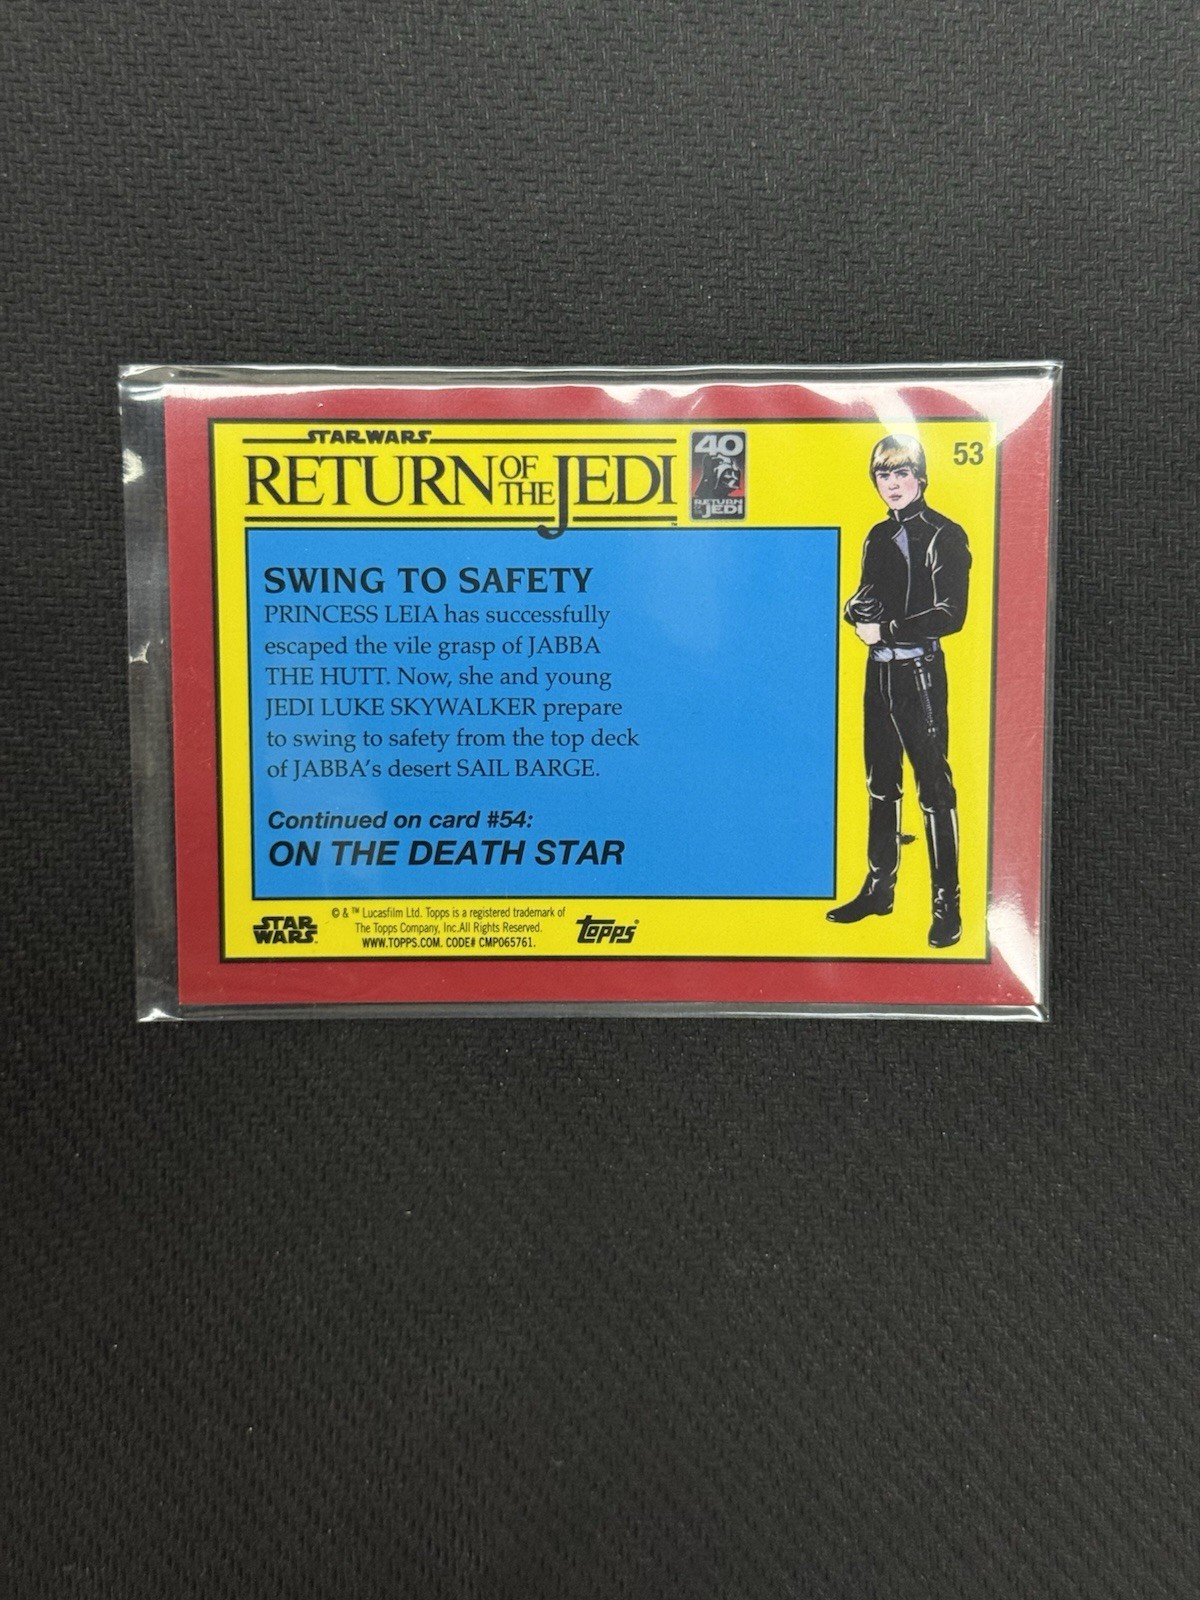 STAR WARS
RETURN OF THE JEDI
40
RETURN OF THE JEDI
53
SWING TO SAFETY
PRINCESS LEIA has successfully
escaped the vile grasp of JABBA
THE HUTT. Now, she and young
JEDI LUKE SKYWALKER prepare
to swing to safety from the top deck
of JABBA's desert SAIL BARGE.
Continued on card #54:
ON THE DEATH STAR
STAR WARS
© & ™ Lucasfilm Ltd. Topps is a registered trademark of
The Topps Company, Inc.All Rights Reserved.
WWW.TOPPS.COM. CODE# CMP065761.
topps®